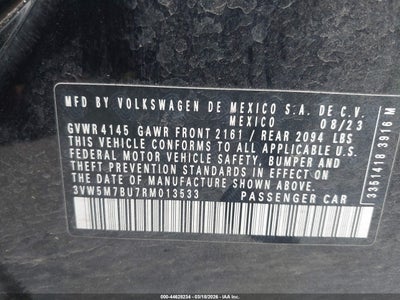 MFD BY VOLKSWAGEN DE MEXICO S.A. DE C.V.
MEXICO 08/23
GVWR 4145 GAWR FRONT 2161 / REAR 2094 LBS
THIS VEHICLE CONFORMS TO ALL APPLICABLE U.S.
FEDERAL MOTOR VEHICLE SAFETY, BUMPER AND
THEFT PREVENTION STANDARDS IN EFFECT ON
THE DATE OF MANUFACTURE SHOWN ABOVE.
3VW5M7BU7RM013533 PASSENGER CAR
3361418 3916 M
000-44628234 - 03/18/2026 - IAA Inc.